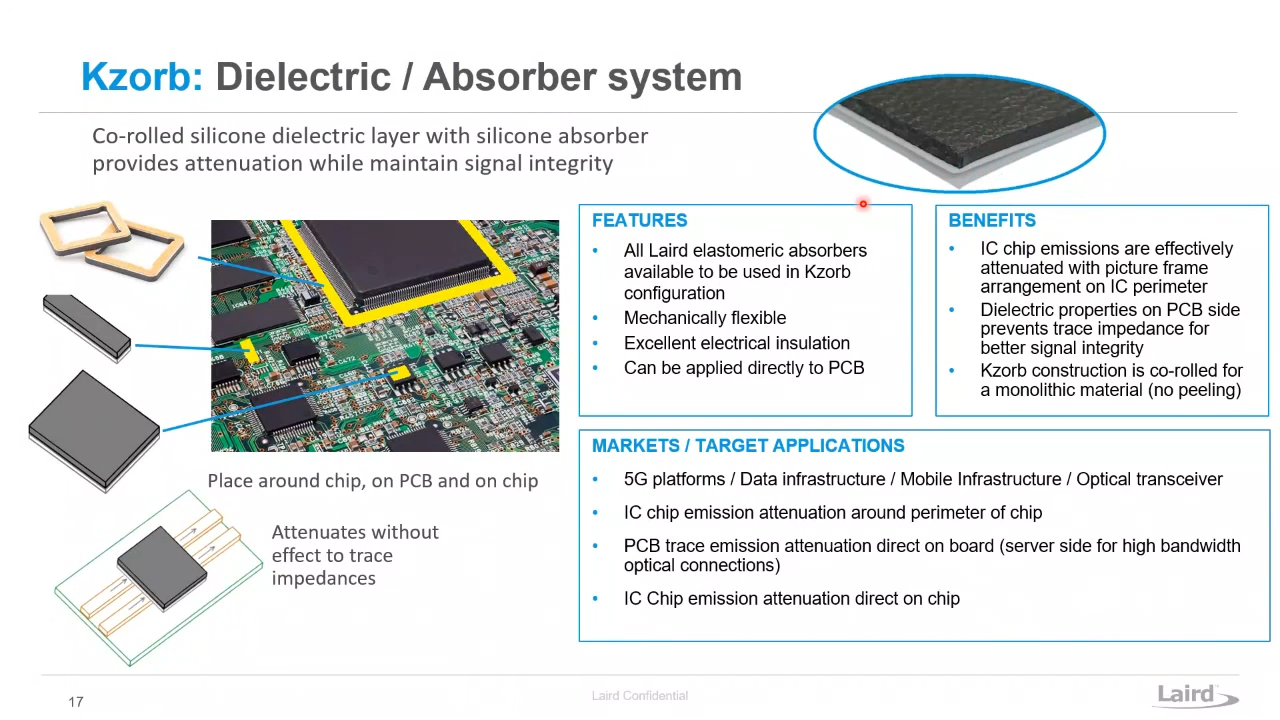 Kzorb: Dielectric / Absorber system
Co-rolled silicone dielectric layer with silicone absorber
provides attenuation while maintain signal integrity
Place around chip, on PCB and on chip
Attenuates without
effect to trace
impedances
FEATURES
• All Laird elastomeric absorbers
available to be used in Kzorb
configuration
• Mechanically flexible
• Excellent electrical insulation
• Can be applied directly to PCB
BENEFITS
• IC chip emissions are effectively
attenuated with picture frame
arrangement on IC perimeter
• Dielectric properties on PCB side
prevents trace impedance for
better signal integrity
• Kzorb construction is co-rolled for
a monolithic material (no peeling)
MARKETS / TARGET APPLICATIONS
• 5G platforms / Data infrastructure / Mobile Infrastructure / Optical transceiver
• IC chip emission attenuation around perimeter of chip
• PCB trace emission attenuation direct on board (server side for high bandwidth
optical connections)
• IC Chip emission attenuation direct on chip
17
Laird Confidential
Laird